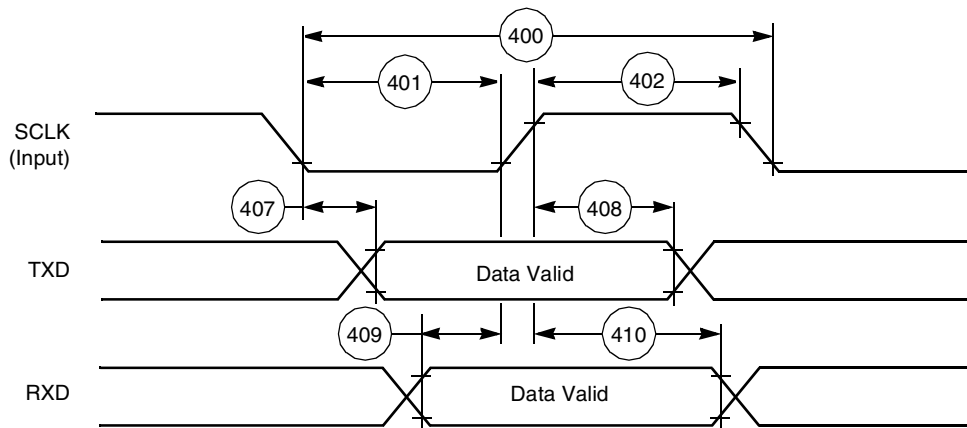 400
401
402
SCLK
(Input)
407
408
TXD
Data Valid
409
410
RXD
Data Valid